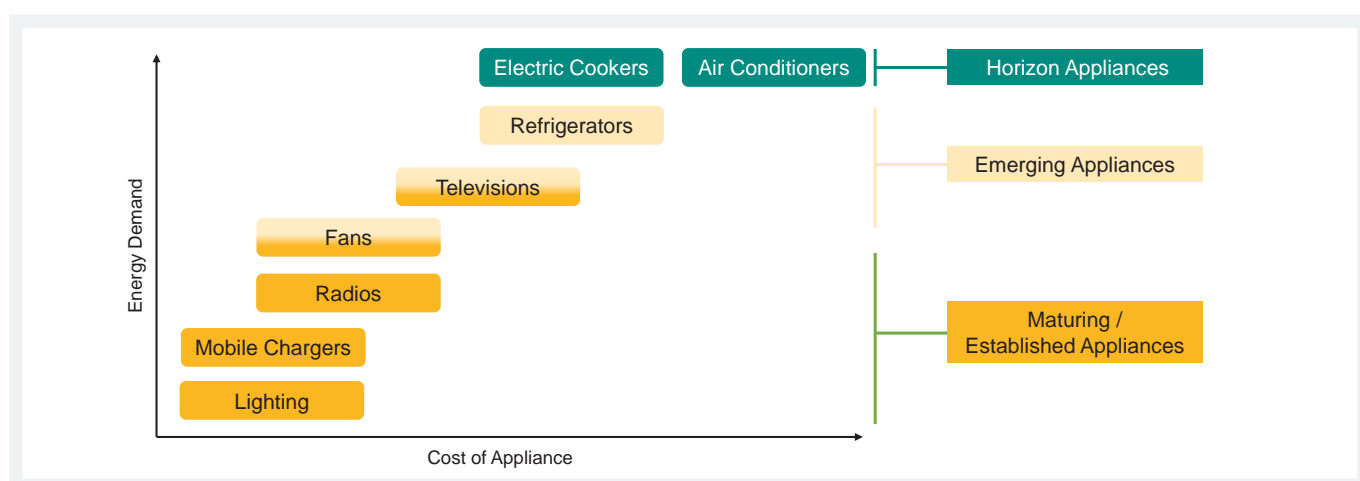 Electric Cookers
Air Conditioners
Horizon Appliances
Refrigerators
Emerging Appliances
Televisions
Fans
Radios
Mobile Chargers
Lighting
Maturing /
Established Appliances
Energy Demand
Cost of Appliance